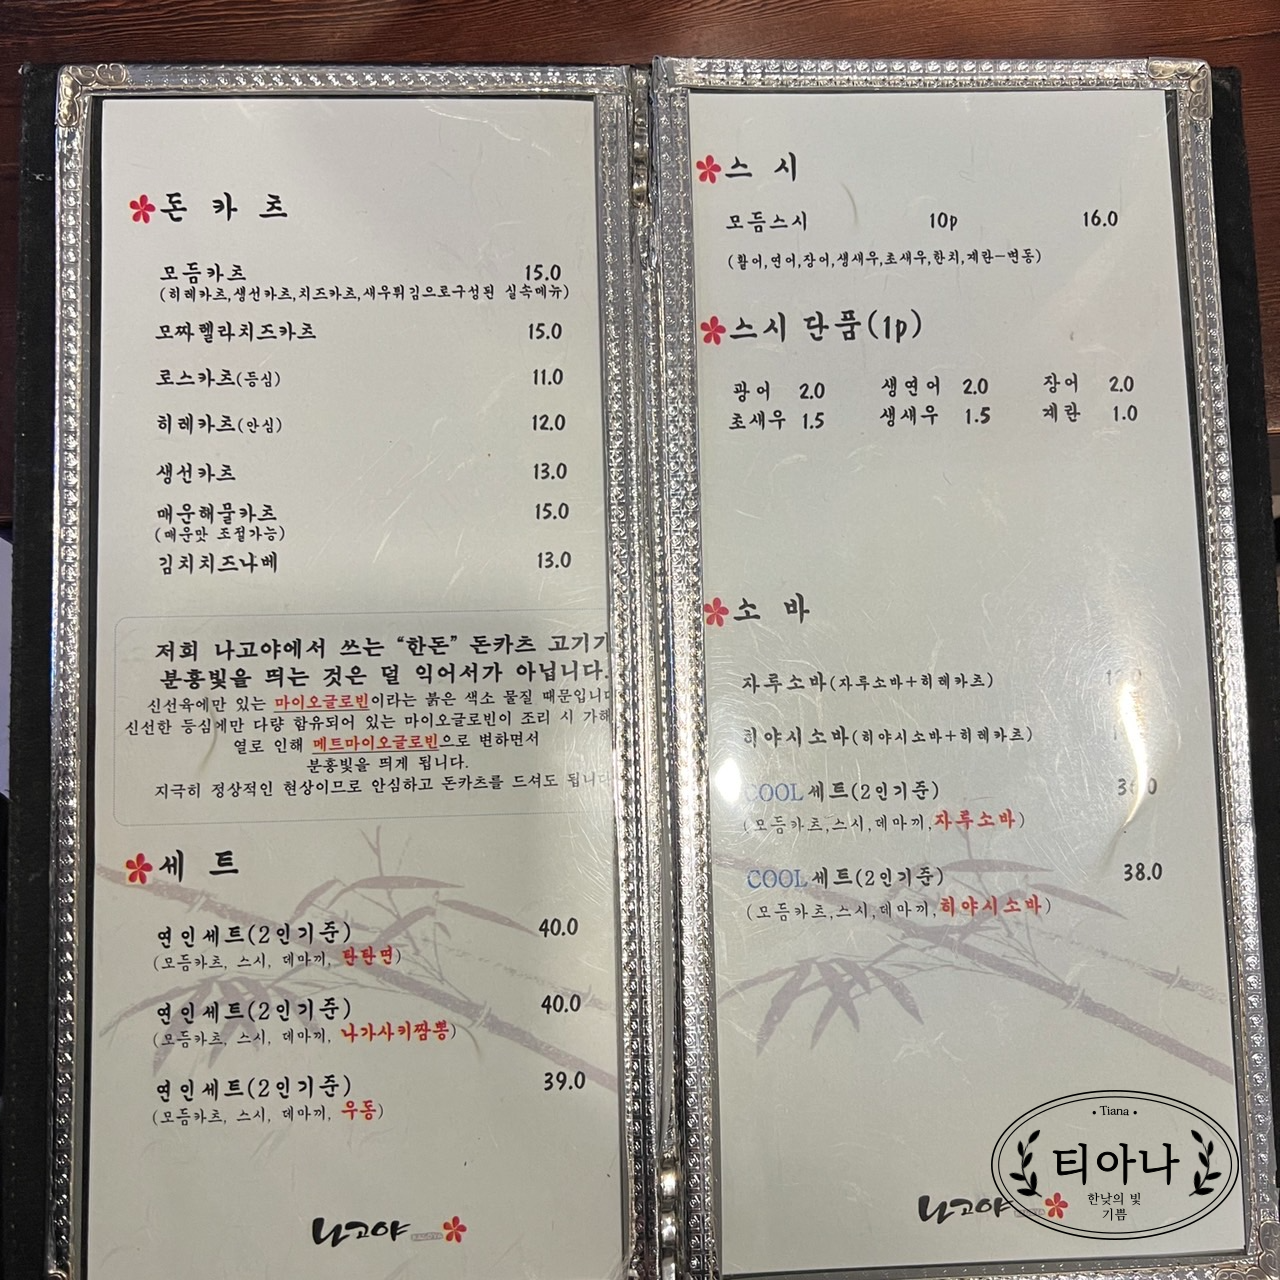 돈 카 츠
모듬카츠 15.0
(히레카츠,생선카츠,치즈카츠,새우튀김으로구성된 실속메뉴)
모짜렐라치즈카츠 15.0
로스카츠(등심) 11.0
히레카츠(안심) 12.0
생선카츠 13.0
매운해물카츠 15.0
(매운맛 조절가능)
김치치즈나베 13.0
저희 나고야에서 쓰는 “한돈” 돈카츠 고기가
분홍빛을 띄는 것은 덜 익어서가 아닙니다.
신선육에만 있는 마이오글로빈이라는 붉은 색소 물질 때문입니다
신선한 등심에만 다량 함유되어 있는 마이오글로빈이 조리 시 가해
열로 인해 메트마이오글로빈으로 변하면서
분홍빛을 띄게 됩니다.
지극히 정상적인 현상이므로 안심하고 돈카츠를 드셔도 됩니다
세 트
연인세트(2인기준) 40.0
(모듬카츠, 스시, 데마끼, 탄탄면)
연인세트(2인기준) 40.0
(모듬카츠, 스시, 데마끼, 나가사키짬뽕)
연인세트(2인기준) 39.0
(모듬카츠, 스시, 데마끼, 우동)
나고야 NAGOYA
스 시
모듬스시 10p 16.0
(활어,연어,장어,생새우,초새우,한치,계란-변동)
스시 단품(1p)
광어 2.0 생연어 2.0 장어 2.0
초새우 1.5 생새우 1.5 계란 1.0
소 바
자루소바(자루소바+히레카츠)
히야시소바(히야시소바+히레카츠)
COOL세트(2인기준)
(모듬카츠,스시,데마끼,자루소바)
COOL세트(2인기준) 38.0
(모듬카츠,스시,데마끼,히야시소바)
나고야
• Tiana •
티아나
한낮의 빛
기쁨